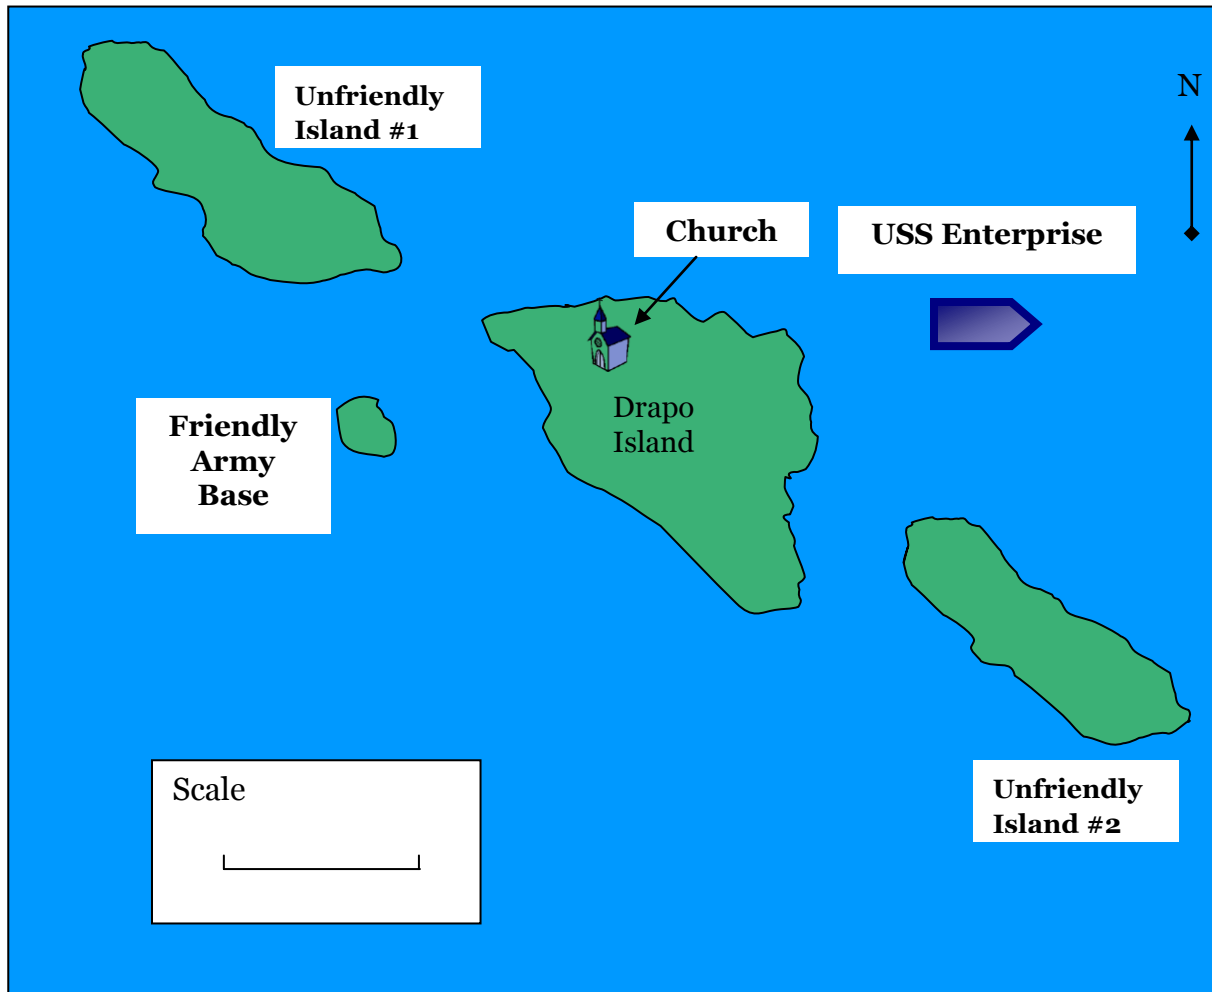 Unfriendly
Island #1
N
Church
USS Enterprise
Drapo
Island
Friendly
Army
Base
Scale
Unfriendly
Island #2